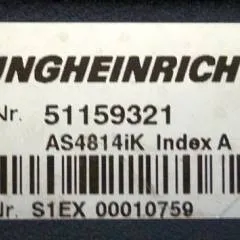 UNGHEINRICH
Nr. 51159321
AS4814iK Index A
Nr. S1EX 00010759